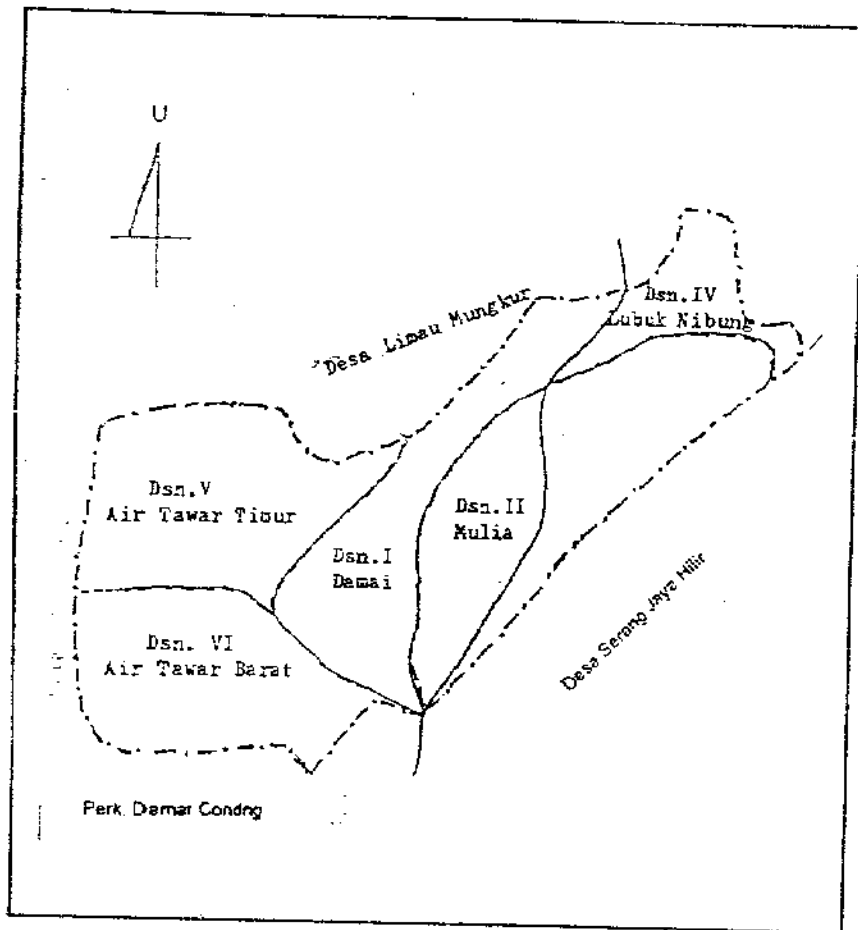 U
Desa Limau Mungkur
Dsn.IV
Lubuk Nibung
Dsn.V
Air Tawar Timur
Dsn.II
Mulia
Dsn.I
Damai
Desa Serang Jaya Hilir
Dsn. VI
Air Tawar Barat
Perk. Damar Condng